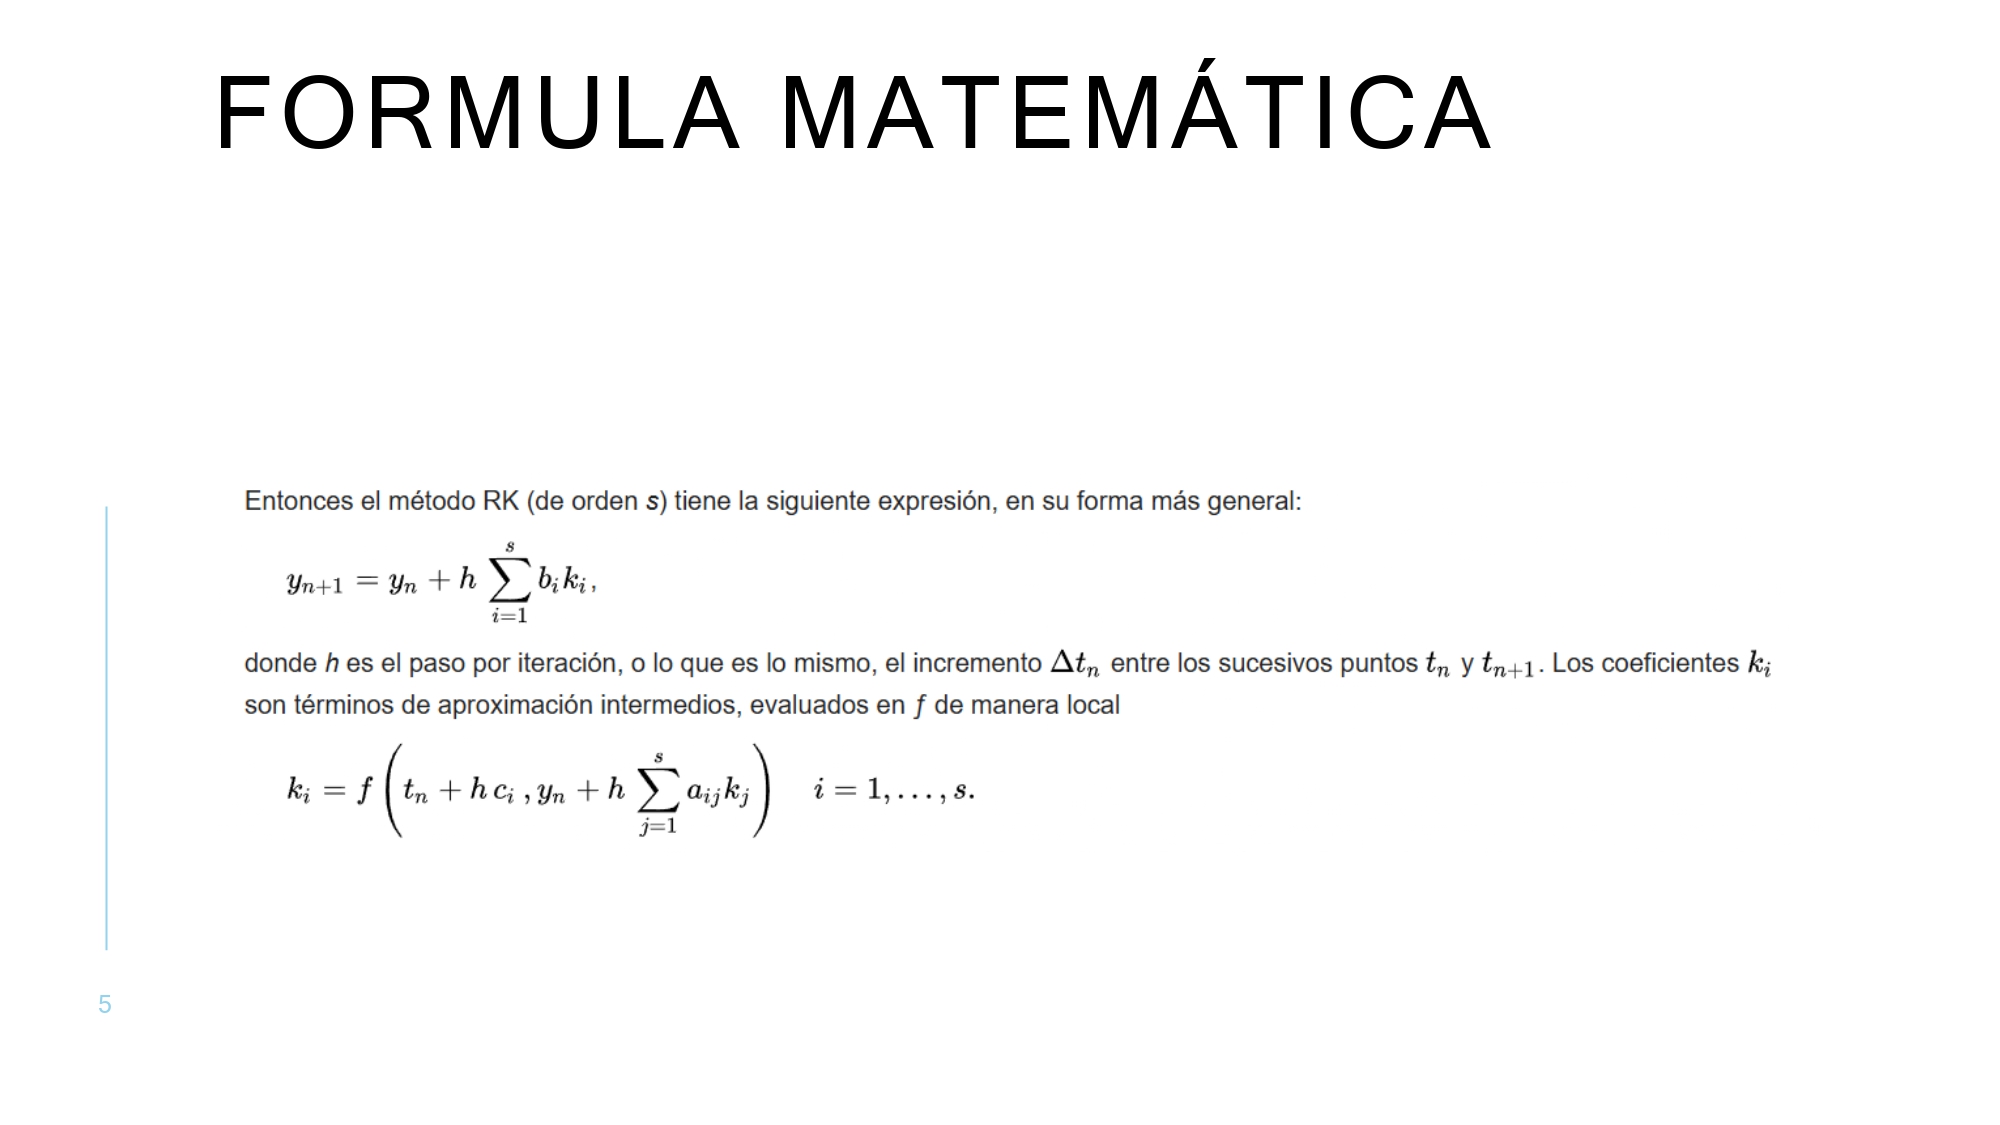 FORMULA MATEMÁTICA
Entonces el método RK (de orden s) tiene la siguiente expresión, en su forma más general:
$y_{n+1} = y_n + h \sum_{i=1}^{s} b_i k_i,$
donde h es el paso por iteración, o lo que es lo mismo, el incremento $\Delta t_n$ entre los sucesivos puntos $t_n$ y $t_{n+1}$. Los coeficientes $k_i$
son términos de aproximación intermedios, evaluados en ƒ de manera local
$k_i = f\left(t_n + h\,c_i\,, y_n + h \sum_{j=1}^{s} a_{ij} k_j\right) \quad i = 1, \ldots, s.$
5